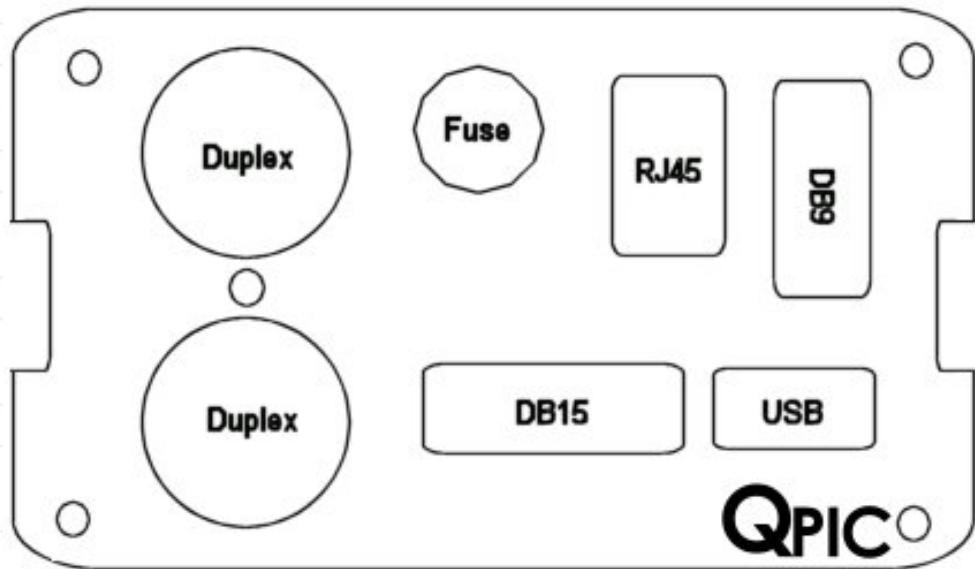 Duplex
Fuse
RJ45
DB9
Duplex
DB15
USB
QPIC